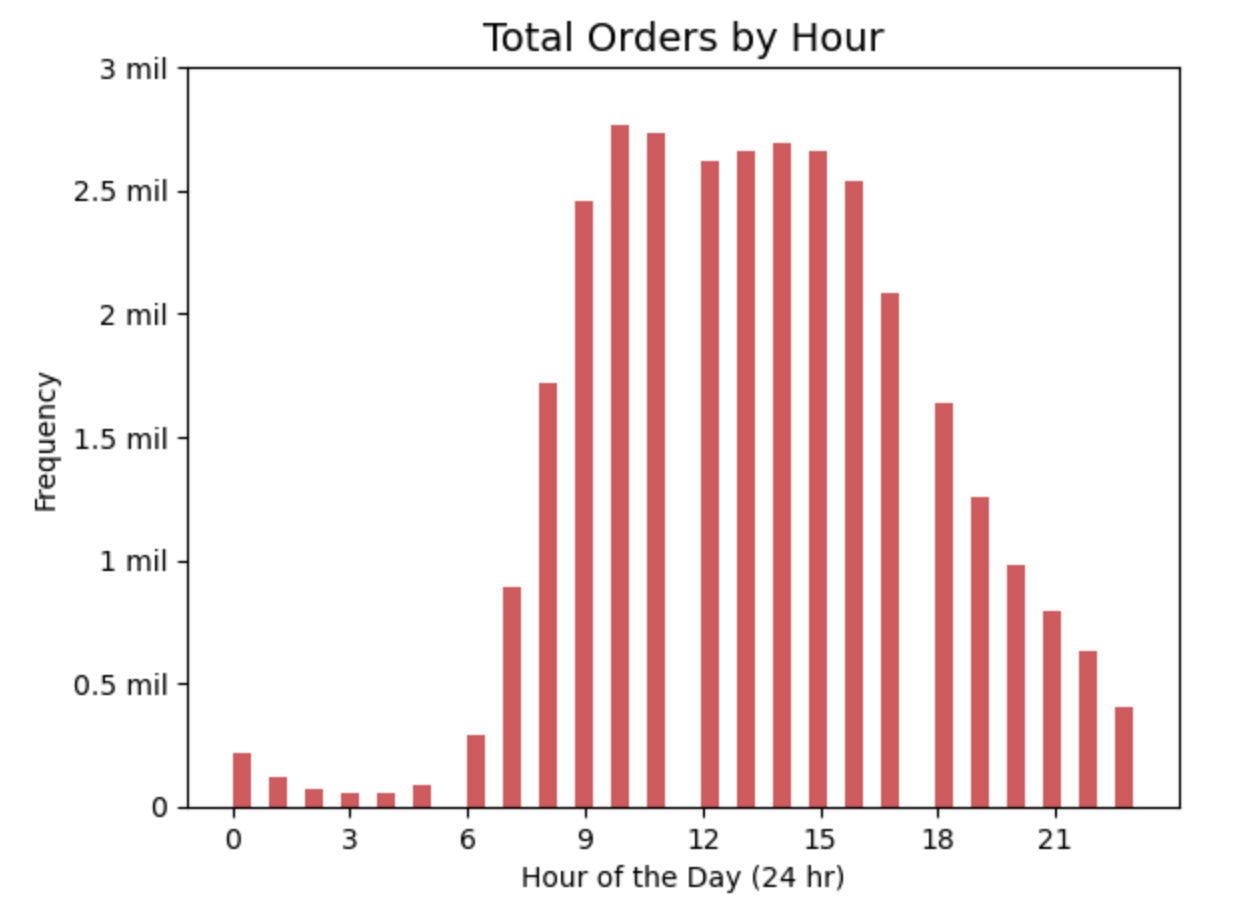 Total Orders by Hour
3 mil
2.5 mil
2 mil
1.5 mil
1 mil
0.5 mil
0
Frequency
0 3 6 9 12 15 18 21
Hour of the Day (24 hr)